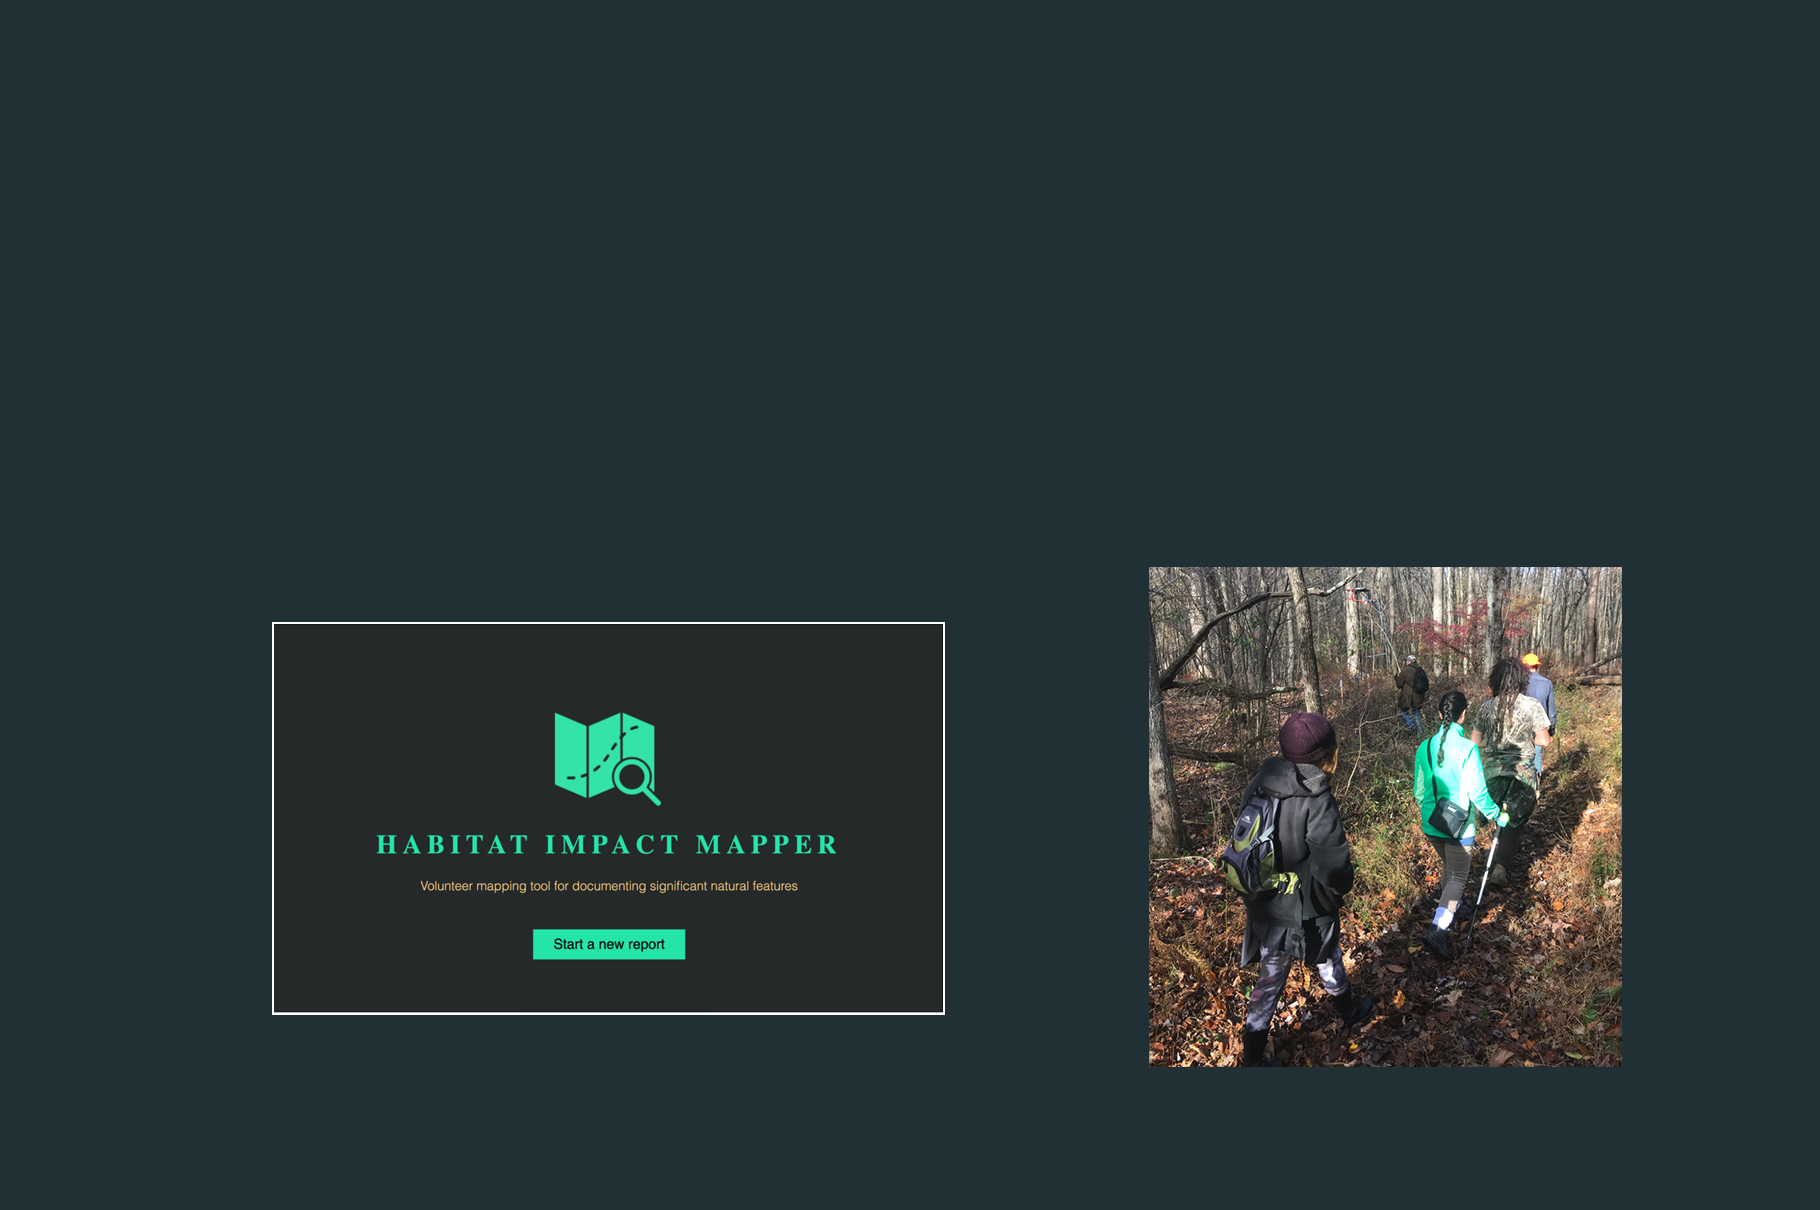 HABITAT IMPACT MAPPER
Volunteer mapping tool for documenting significant natural features
Start a new report